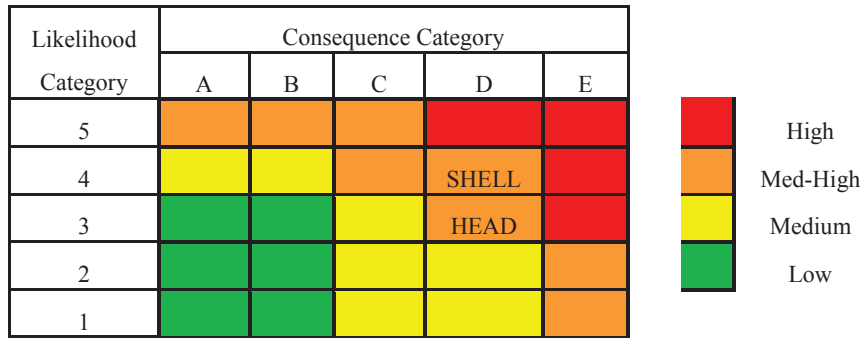 Likelihood Category
Consequence Category
A B C D E
5
4 SHELL
3 HEAD
2
1
High
Med-High
Medium
Low